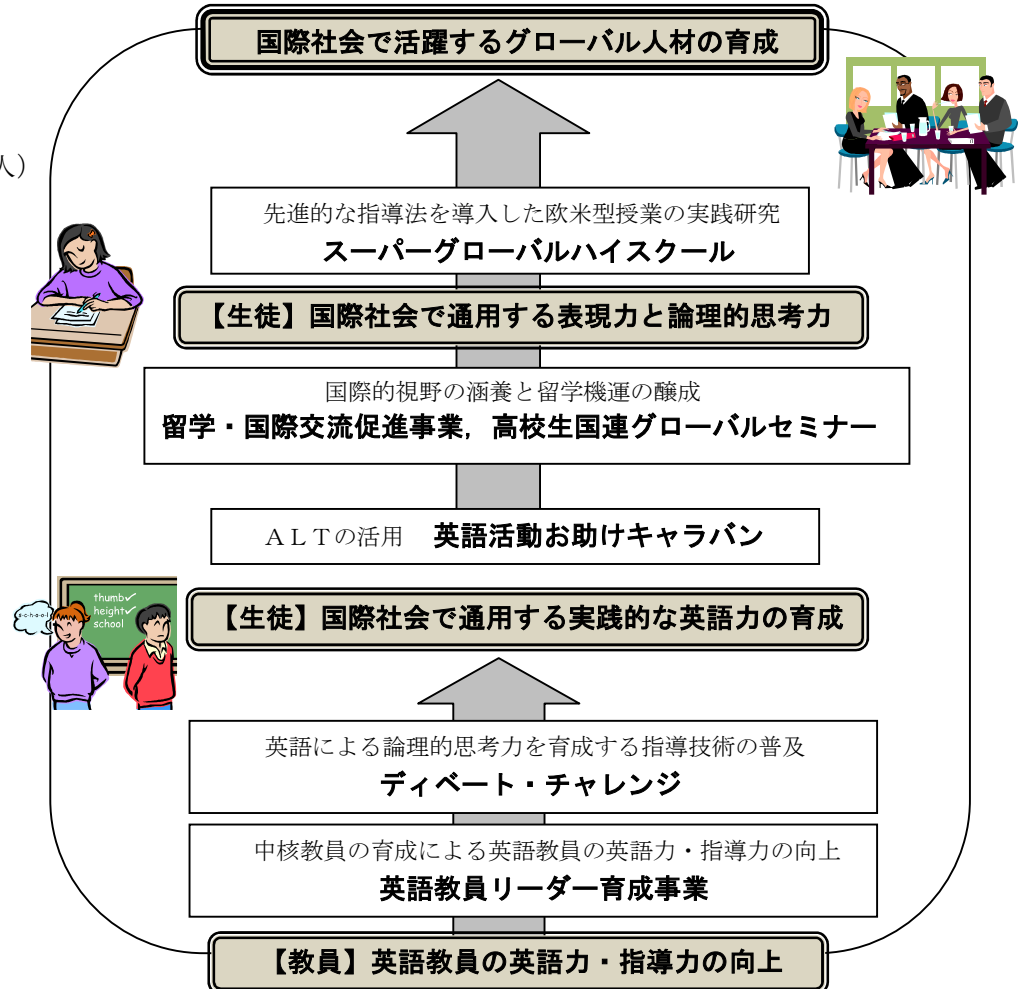 国際社会で活躍するグローバル人材の育成
人）
先進的な指導法を導入した欧米型授業の実践研究
スーパーグローバルハイスクール
【生徒】国際社会で通用する表現力と論理的思考力
国際的視野の涵養と留学機運の醸成
留学・国際交流促進事業，高校生国連グローバルセミナー
ＡＬＴの活用　英語活動お助けキャラバン
thumb✓
height✓
school
s-c-h-o-o-l
【生徒】国際社会で通用する実践的な英語力の育成
英語による論理的思考力を育成する指導技術の普及
ディベート・チャレンジ
中核教員の育成による英語教員の英語力・指導力の向上
英語教員リーダー育成事業
【教員】英語教員の英語力・指導力の向上